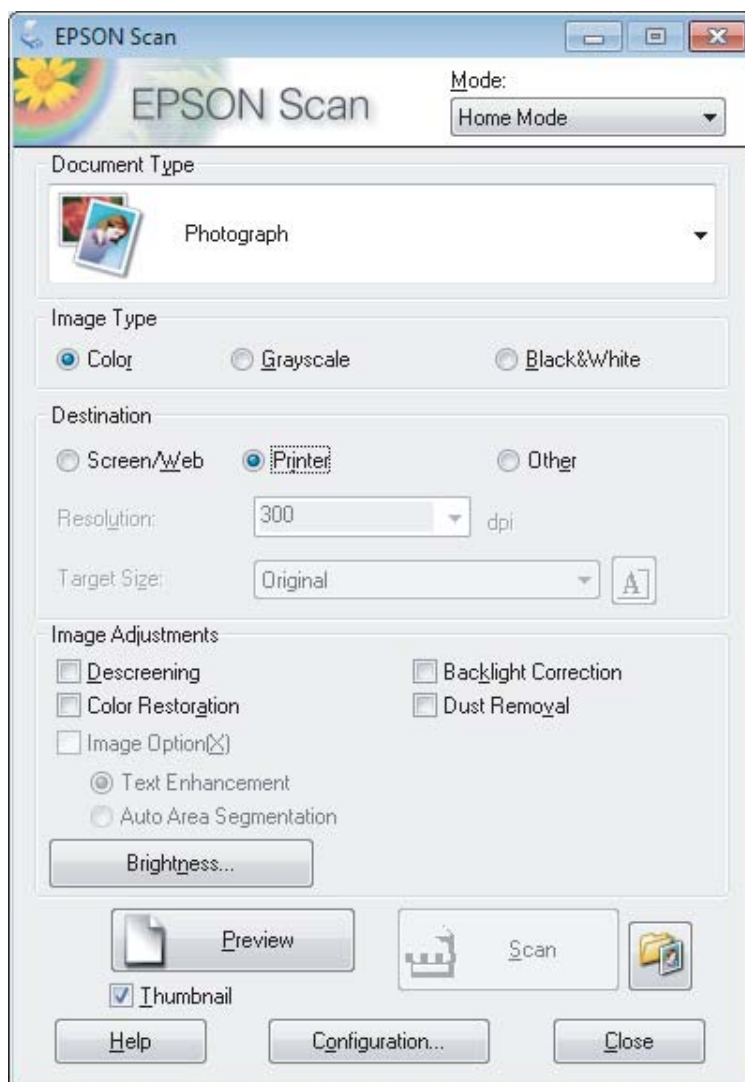 EPSON Scan
EPSON Scan
Mode:
Home Mode
Document Type
Photograph
Image Type
Color Grayscale Black&White
Destination
Screen/Web Printer Other
Resolution: 300 dpi
Target Size: Original A
Image Adjustments
Descreening Backlight Correction
Color Restoration Dust Removal
Image Option(X)
Text Enhancement
Auto Area Segmentation
Brightness...
Preview Scan
Thumbnail
Help Configuration... Close